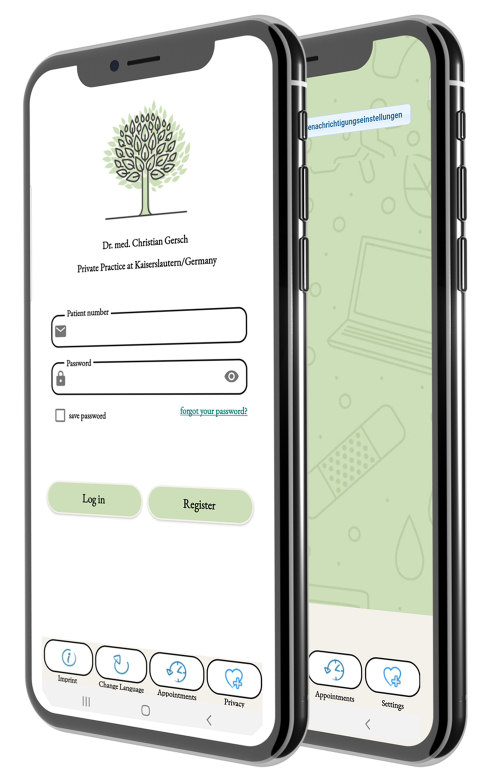 Dr. med. Christian Gersch
Private Practice at Kaiserslautern/Germany
Patient number
Password
save password
forgot your password?
Log in
Register
Imprint
Change Language
Appointments
Privacy
enachrichtigungseinstellungen
Appointments
Settings